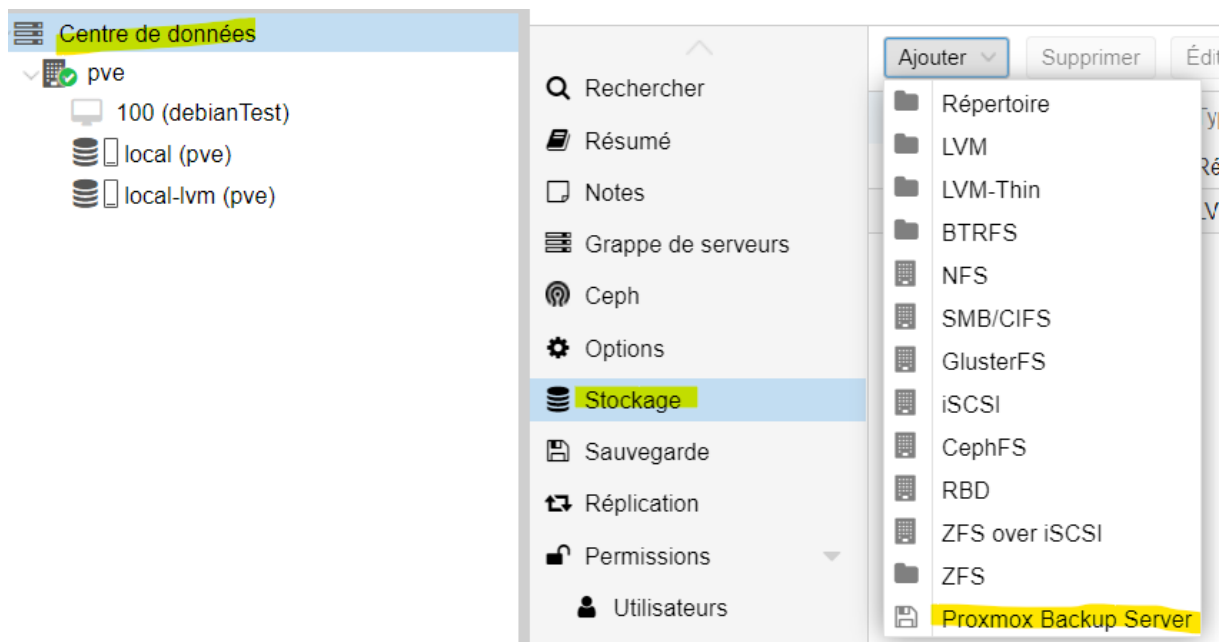 Centre de données
pve
100 (debianTest)
local (pve)
local-lvm (pve)
Rechercher
Résumé
Notes
Grappe de serveurs
Ceph
Options
Stockage
Sauvegarde
Réplication
Permissions
Utilisateurs
Ajouter Supprimer Édit
Répertoire
LVM
LVM-Thin
BTRFS
NFS
SMB/CIFS
GlusterFS
iSCSI
CephFS
RBD
ZFS over iSCSI
ZFS
Proxmox Backup Server